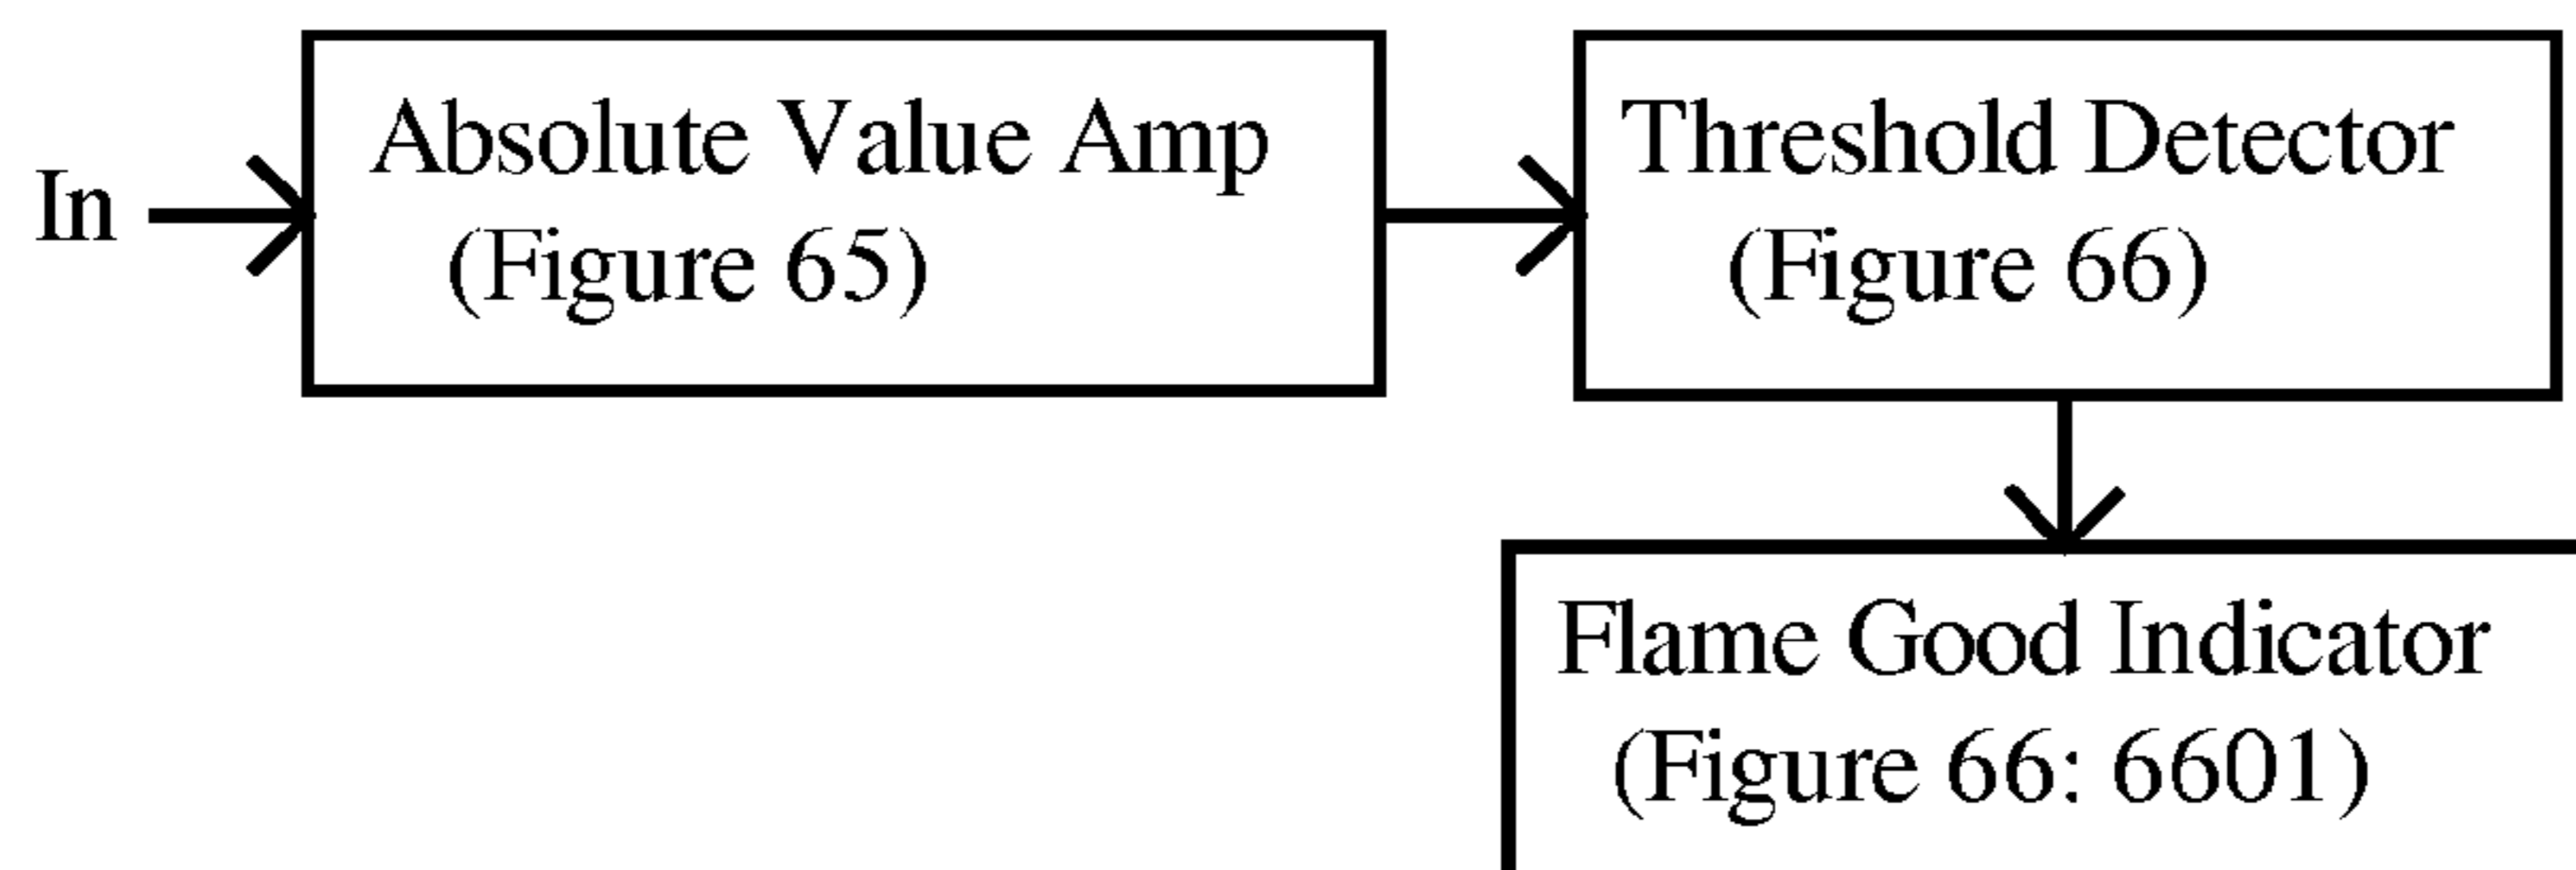 In
Absolute Value Amp
(Figure 65)
Threshold Detector
(Figure 66)
Flame Good Indicator
(Figure 66: 6601)